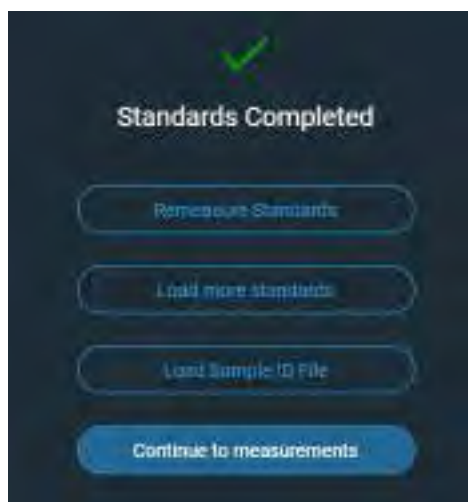 Standards Completed
Remeasure Standards
Load more standards
Load Sample ID File
Continue to measurements